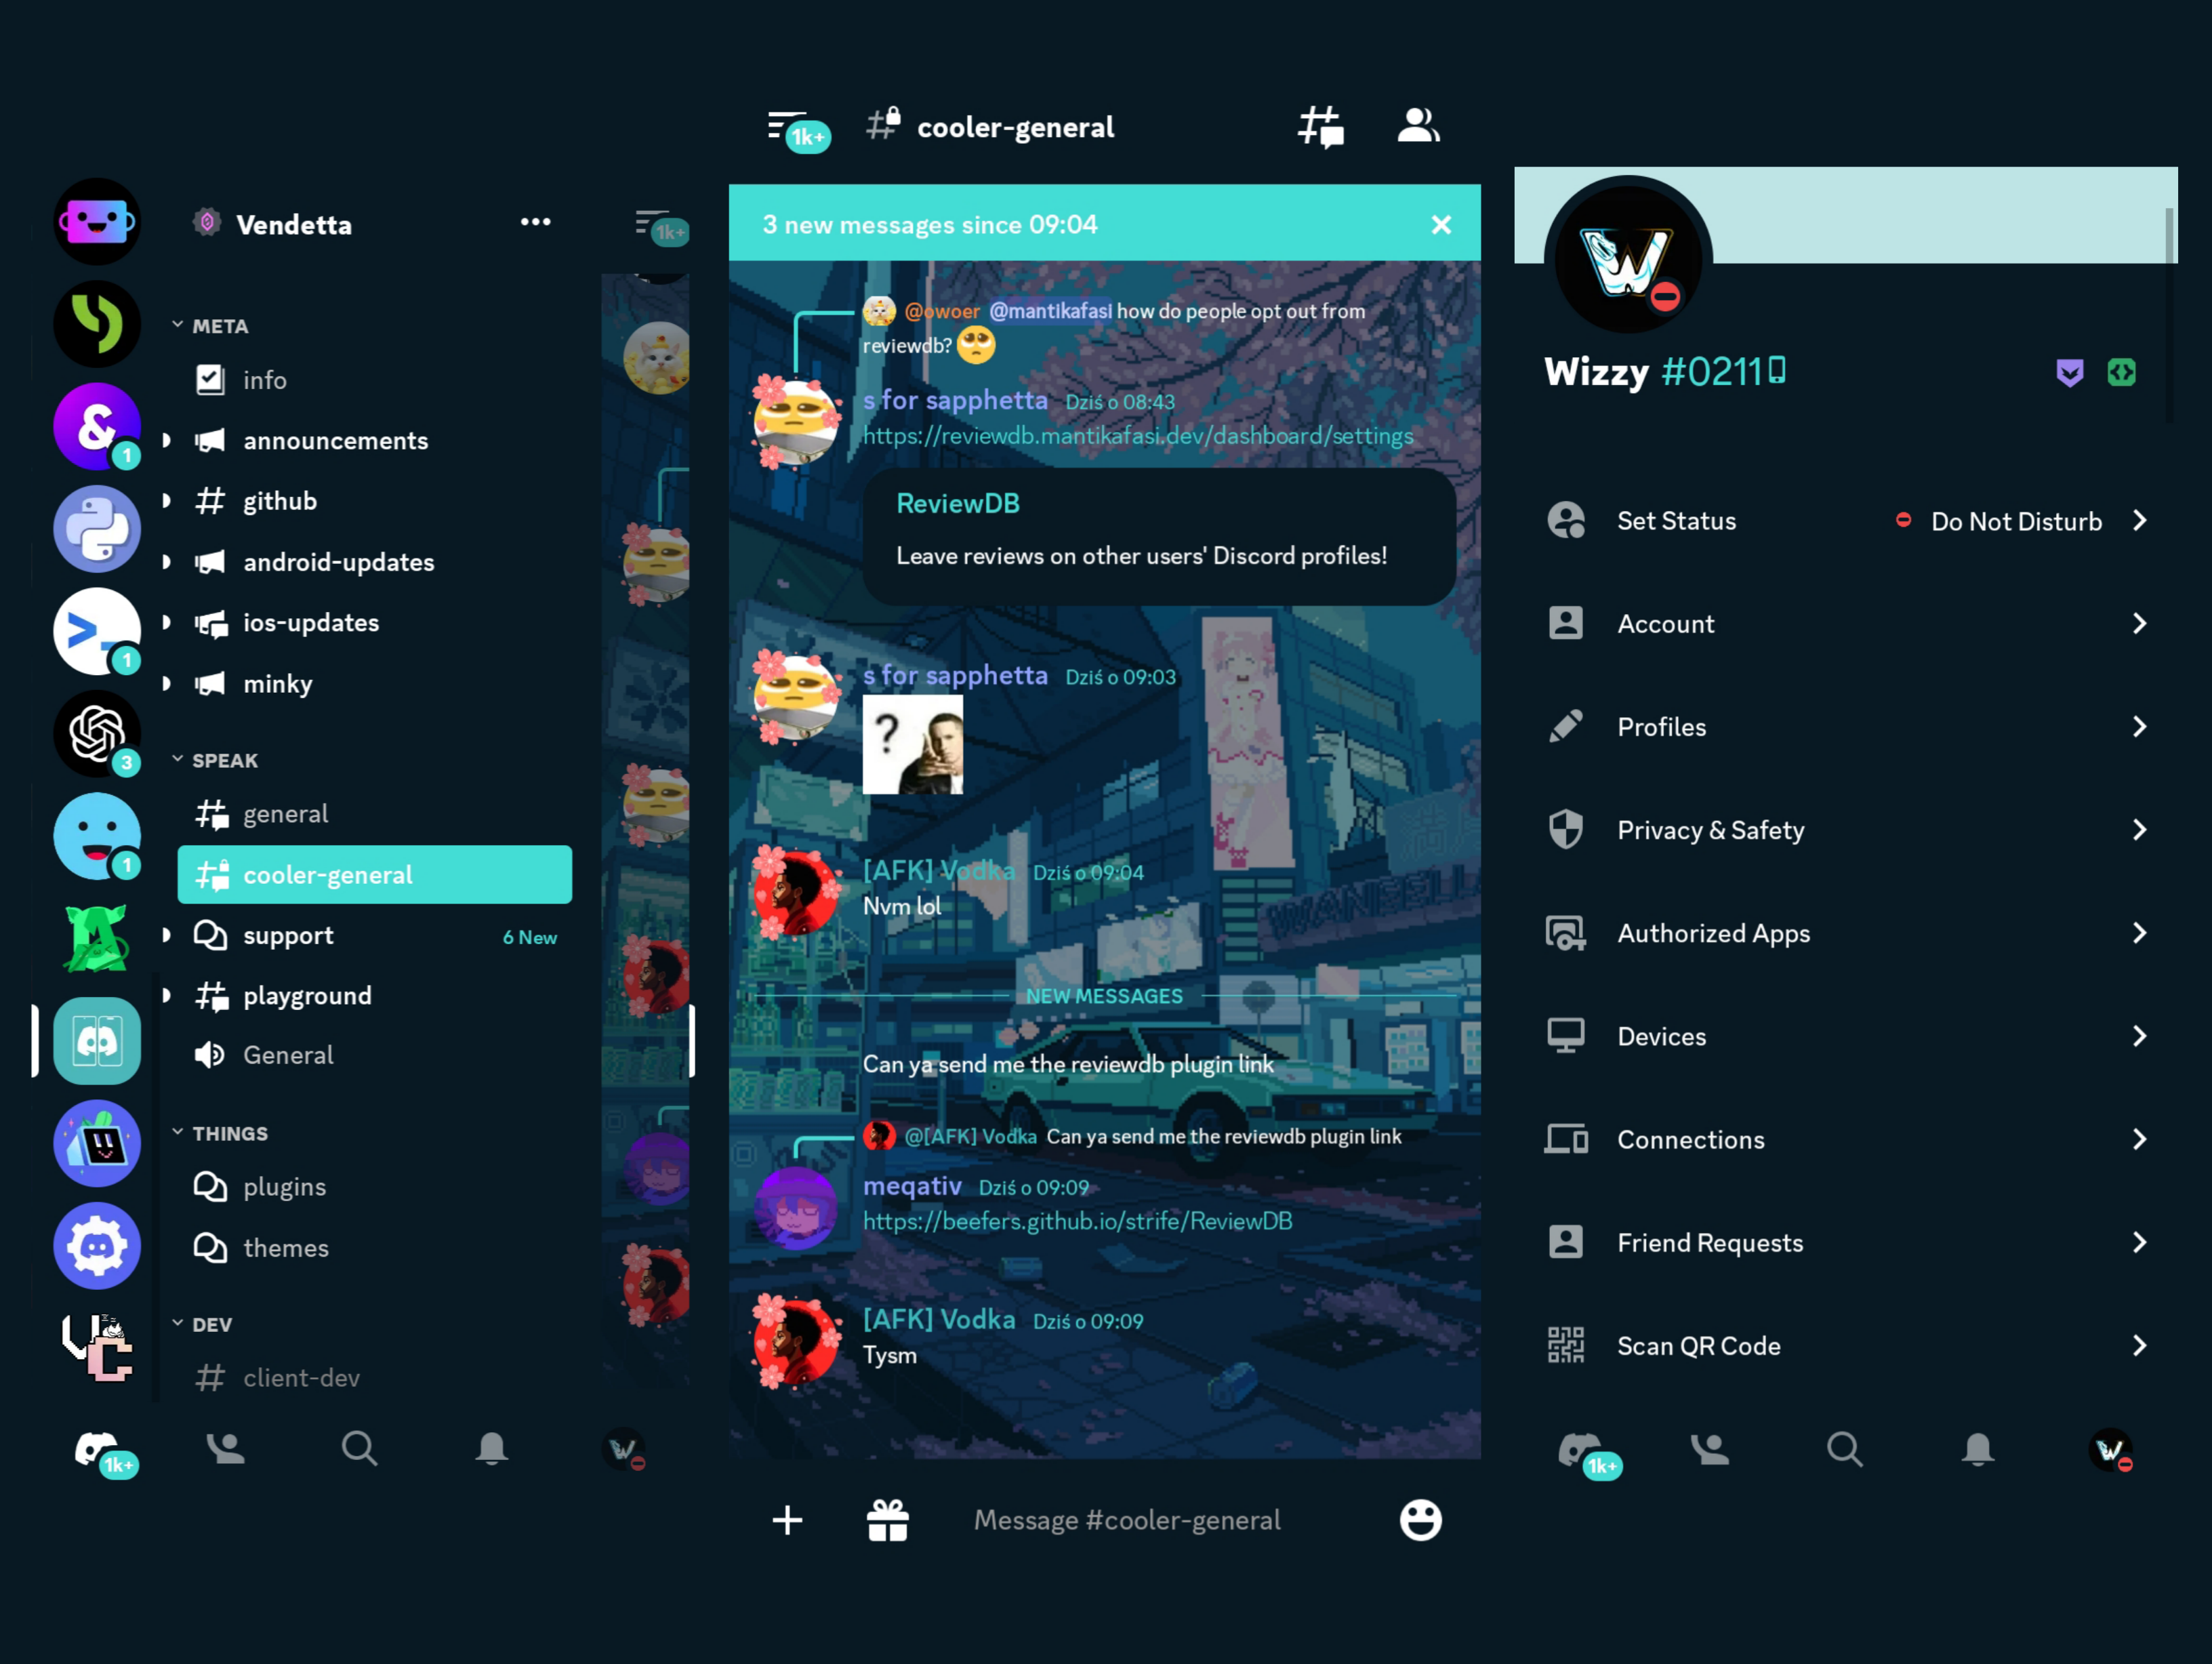 Vendetta
1k+
META
info
announcements
1
github
android-updates
ios-updates
1
minky
3
SPEAK
general
1
cooler-general
support 6 New
playground
General
THINGS
plugins
themes
DEV
client-dev
1k+
1k+ cooler-general
3 new messages since 09:04
@owoer @mantikafasi how do people opt out from
reviewdb?
s for sapphetta Dziś o 08:43
https://reviewdb.mantikafasi.dev/dashboard/settings
ReviewDB
Leave reviews on other users' Discord profiles!
s for sapphetta Dziś o 09:03
?
[AFK] Vodka Dziś o 09:04
Nvm lol
NEW MESSAGES
Can ya send me the reviewdb plugin link
@[AFK] Vodka Can ya send me the reviewdb plugin link
meqativ Dziś o 09:09
https://beefers.github.io/strife/ReviewDB
[AFK] Vodka Dziś o 09:09
Tysm
Message #cooler-general
W
Wizzy #0211
Set Status Do Not Disturb
Account
Profiles
Privacy & Safety
Authorized Apps
Devices
Connections
Friend Requests
Scan QR Code
1k+